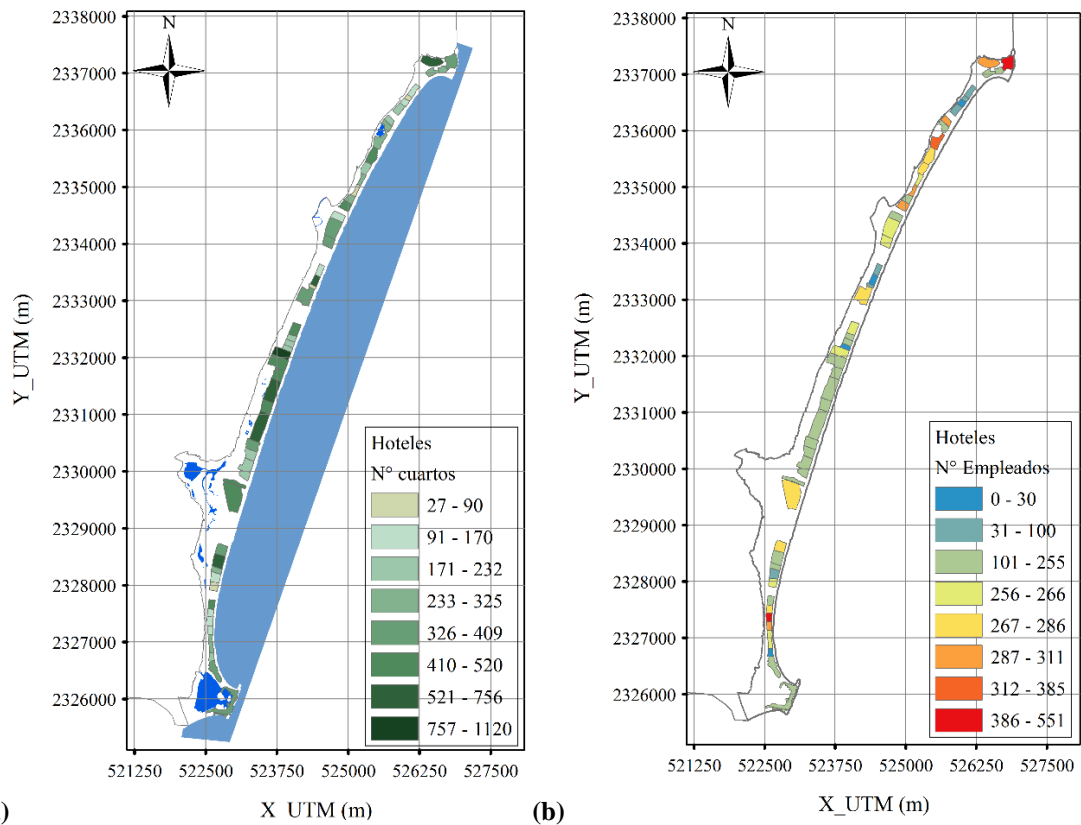 N
2338000
2337000
2336000
2335000
2334000
2333000
2332000
2331000
2330000
2329000
2328000
2327000
2326000
Y_UTM (m)
Hoteles
N° cuartos
27 - 90
91 - 170
171 - 232
233 - 325
326 - 409
410 - 520
521 - 756
757 - 1120
521250 522500 523750 525000 526250 527500
X_UTM (m)
)
N
2338000
2337000
2336000
2335000
2334000
2333000
2332000
2331000
2330000
2329000
2328000
2327000
2326000
Y_UTM (m)
Hoteles
N° Empleados
0 - 30
31 - 100
101 - 255
256 - 266
267 - 286
287 - 311
312 - 385
386 - 551
521250 522500 523750 525000 526250 527500
X_UTM (m)
(b)